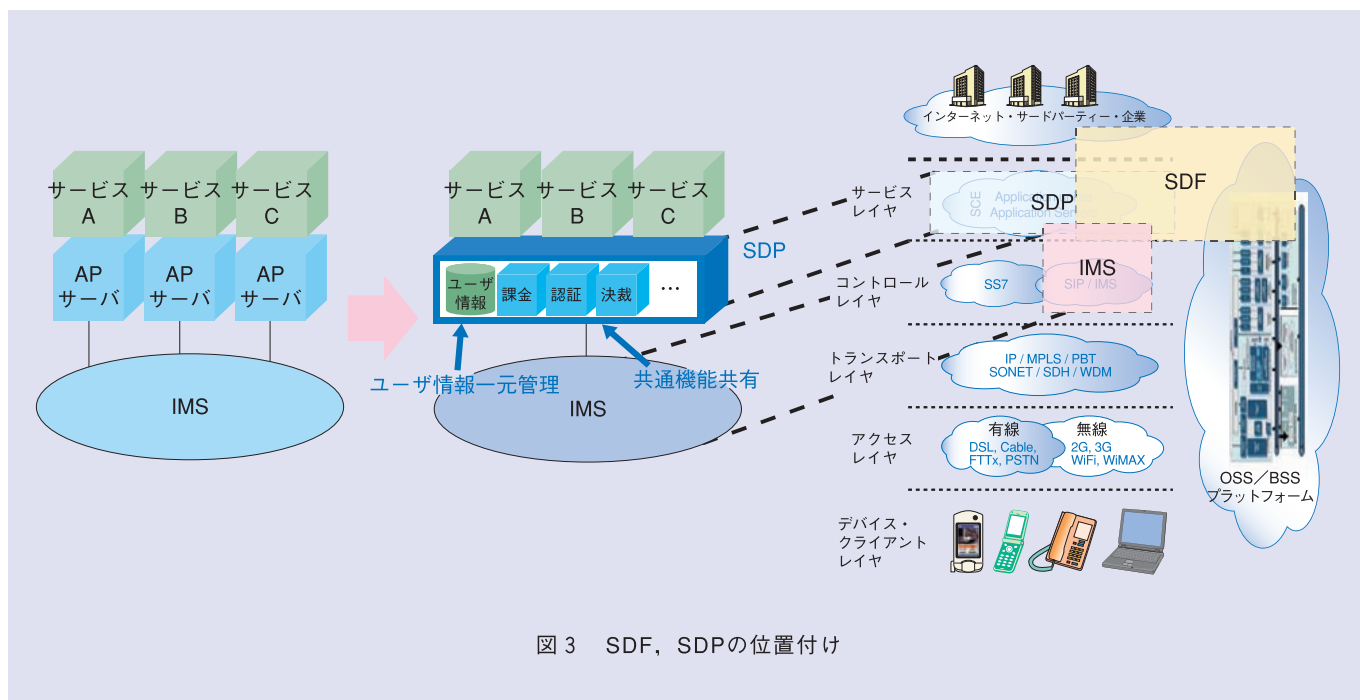 サービス
A
サービス
B
サービス
C
AP
サーバ
AP
サーバ
AP
サーバ
IMS
サービス
A
サービス
B
サービス
C
SDP
ユーザ
情報
課金
認証
決裁
…
ユーザ情報一元管理
共通機能共有
IMS
インターネット・サードパーティー・企業
サービス
レイヤ
SCE
Application
Application Server
SDP
SDF
コントロール
レイヤ
SS7
IMS
SIP / IMS
トランスポート
レイヤ
IP / MPLS / PBT
SONET / SDH / WDM
アクセス
レイヤ
有線
DSL, Cable,
FTTx, PSTN
無線
2G, 3G
WiFi, WiMAX
デバイス・
クライアント
レイヤ
OSS／BSS
プラットフォーム
図3　SDF，SDPの位置付け